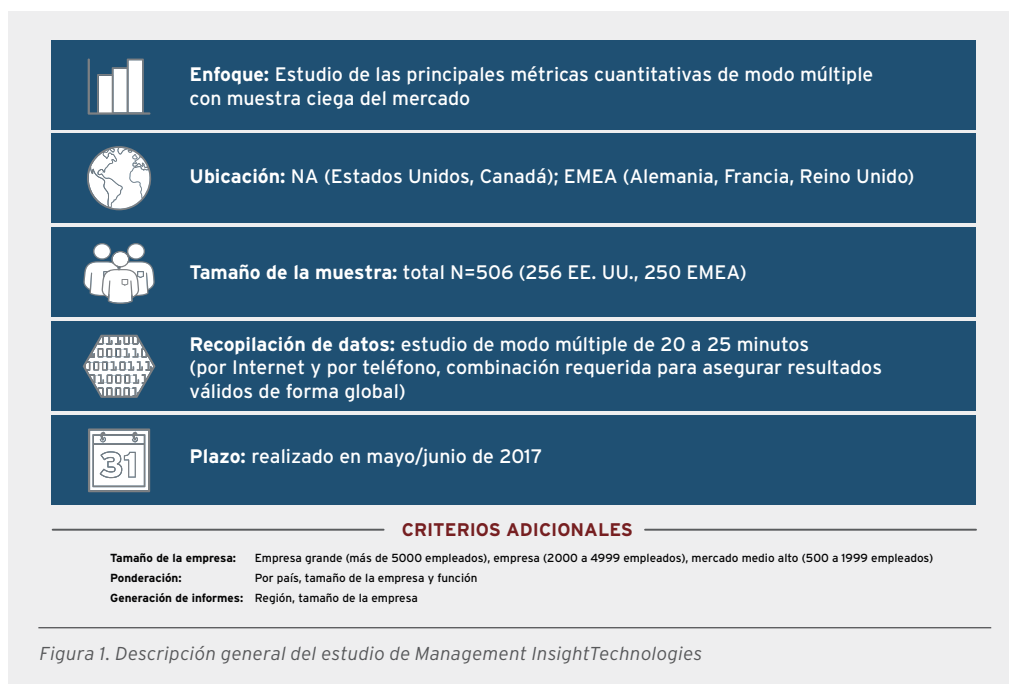 Enfoque: Estudio de las principales métricas cuantitativas de modo múltiple
con muestra ciega del mercado
Ubicación: NA (Estados Unidos, Canadá); EMEA (Alemania, Francia, Reino Unido)
Tamaño de la muestra: total N=506 (256 EE. UU., 250 EMEA)
01100
1000110
00010111
1100011
00001
Recopilación de datos: estudio de modo múltiple de 20 a 25 minutos
(por Internet y por teléfono, combinación requerida para asegurar resultados
válidos de forma global)
31
Plazo: realizado en mayo/junio de 2017
CRITERIOS ADICIONALES
Tamaño de la empresa: Empresa grande (más de 5000 empleados), empresa (2000 a 4999 empleados), mercado medio alto (500 a 1999 empleados)
Ponderación: Por país, tamaño de la empresa y función
Generación de informes: Región, tamaño de la empresa
Figura 1. Descripción general del estudio de Management InsightTechnologies